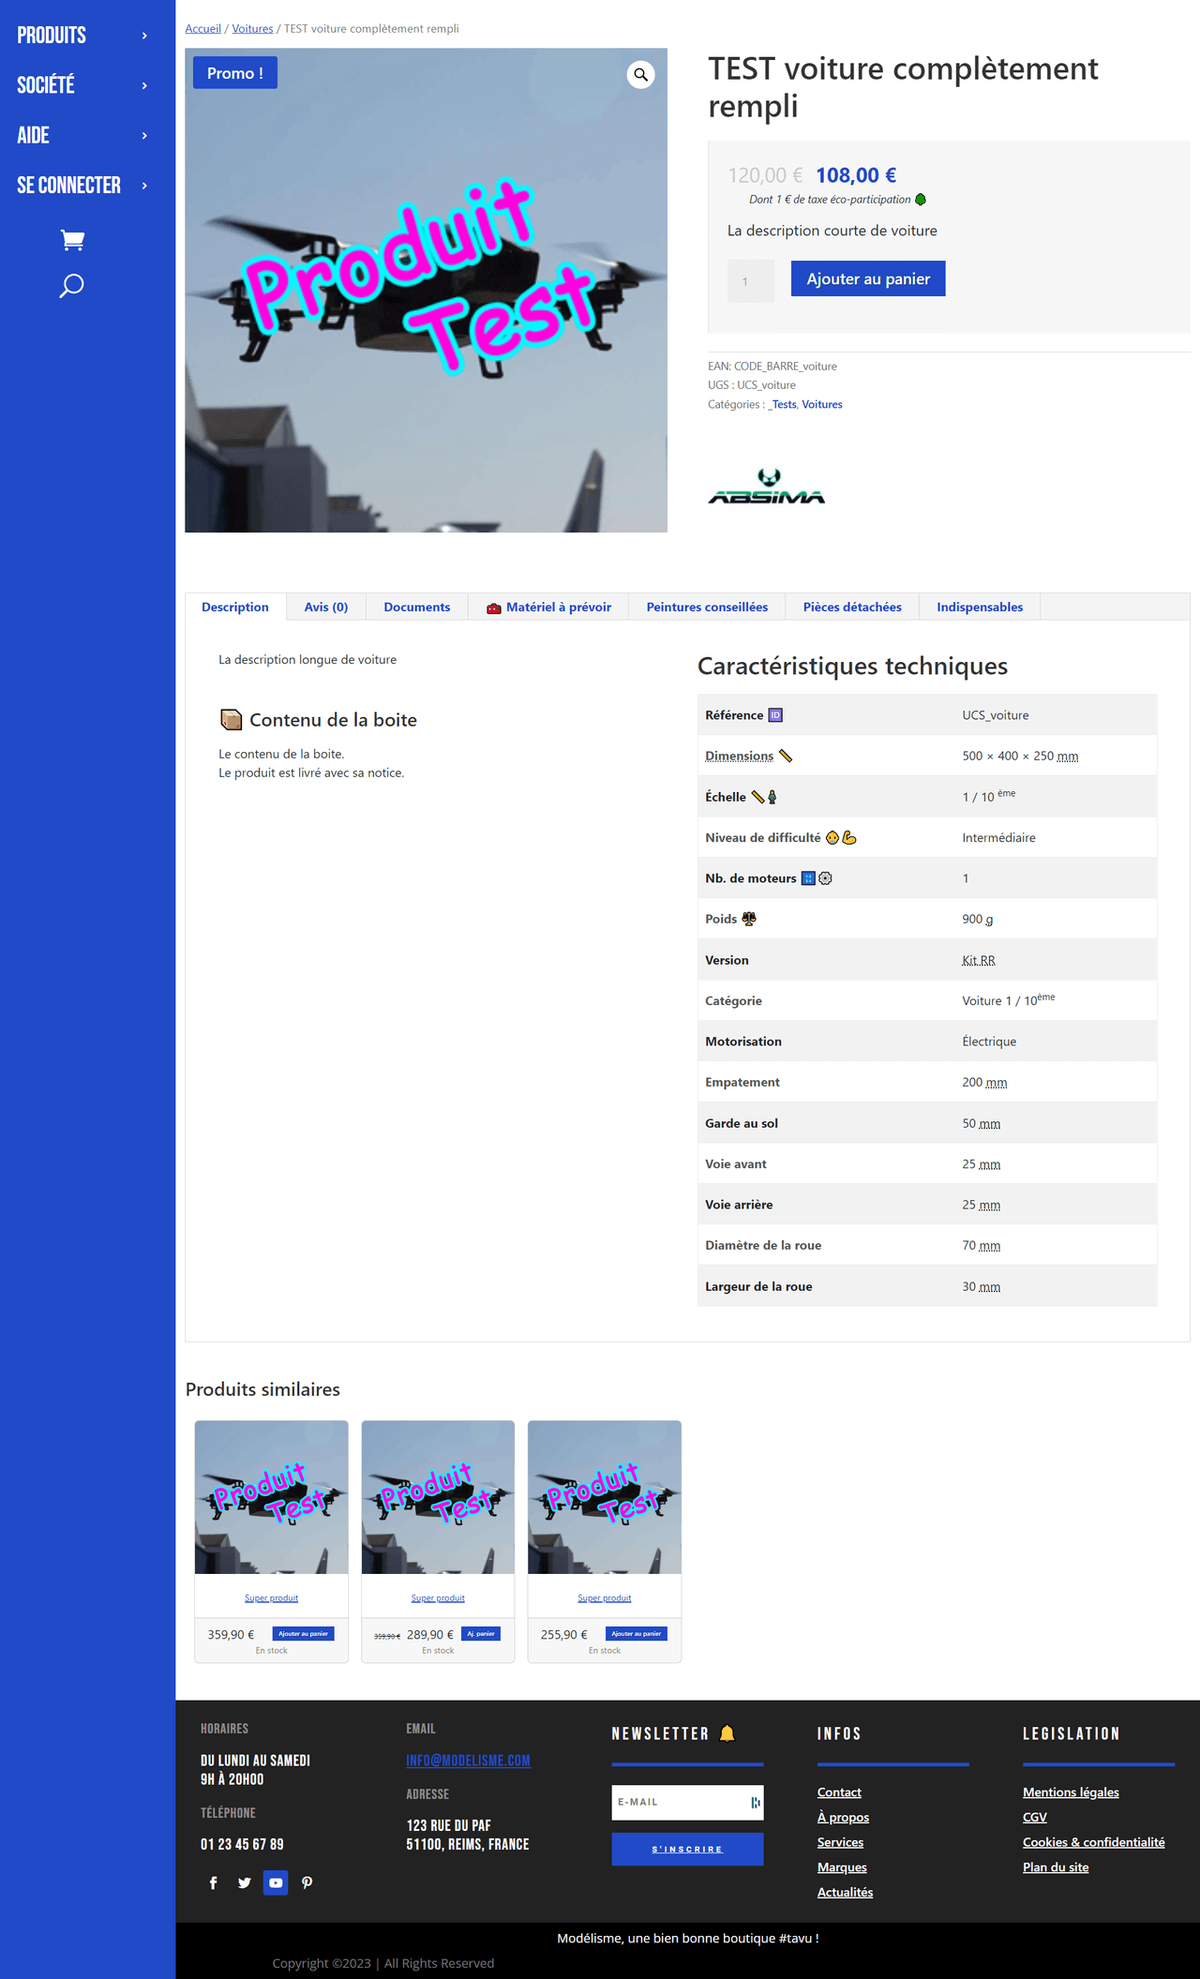 PRODUITS
SOCIÉTÉ
AIDE
SE CONNECTER
Accueil / Voitures / TEST voiture complètement rempli
Promo !
Produit
Test
TEST voiture complètement
rempli
120,00 € 108,00 €
Dont 1 € de taxe éco-participation
La description courte de voiture
1
Ajouter au panier
EAN: CODE_BARRE_voiture
UGS : UCS_voiture
Catégories : _Tests, Voitures
ABSIMA
Description
Avis (0)
Documents
Matériel à prévoir
Peintures conseillées
Pièces détachées
Indispensables
La description longue de voiture
Contenu de la boite
Le contenu de la boite.
Le produit est livré avec sa notice.
Caractéristiques techniques
Référence 🆔 UCS_voiture
Dimensions 500 × 400 × 250 mm
Échelle 1 / 10 ème
Niveau de difficulté Intermédiaire
Nb. de moteurs 1
Poids 900 g
Version Kit RR
Catégorie Voiture 1 / 10ème
Motorisation Électrique
Empatement 200 mm
Garde au sol 50 mm
Voie avant 25 mm
Voie arrière 25 mm
Diamètre de la roue 70 mm
Largeur de la roue 30 mm
Produits similaires
Produit
Test
Super produit
359,90 € Ajouter au panier
En stock
Produit
Test
Super produit
359,90 € 289,90 € Aj. panier
En stock
Produit
Test
Super produit
255,90 € Ajouter au panier
En stock
HORAIRES
DU LUNDI AU SAMEDI
9H À 20H00
TÉLÉPHONE
01 23 45 67 89
EMAIL
INFO@MODELISME.COM
ADRESSE
123 RUE DU PAF
51100, REIMS, FRANCE
NEWSLETTER
E-MAIL
S'INSCRIRE
INFOS
Contact
À propos
Services
Marques
Actualités
LEGISLATION
Mentions légales
CGV
Cookies & confidentialité
Plan du site
Modélisme, une bien bonne boutique #tavu !
Copyright ©2023 | All Rights Reserved